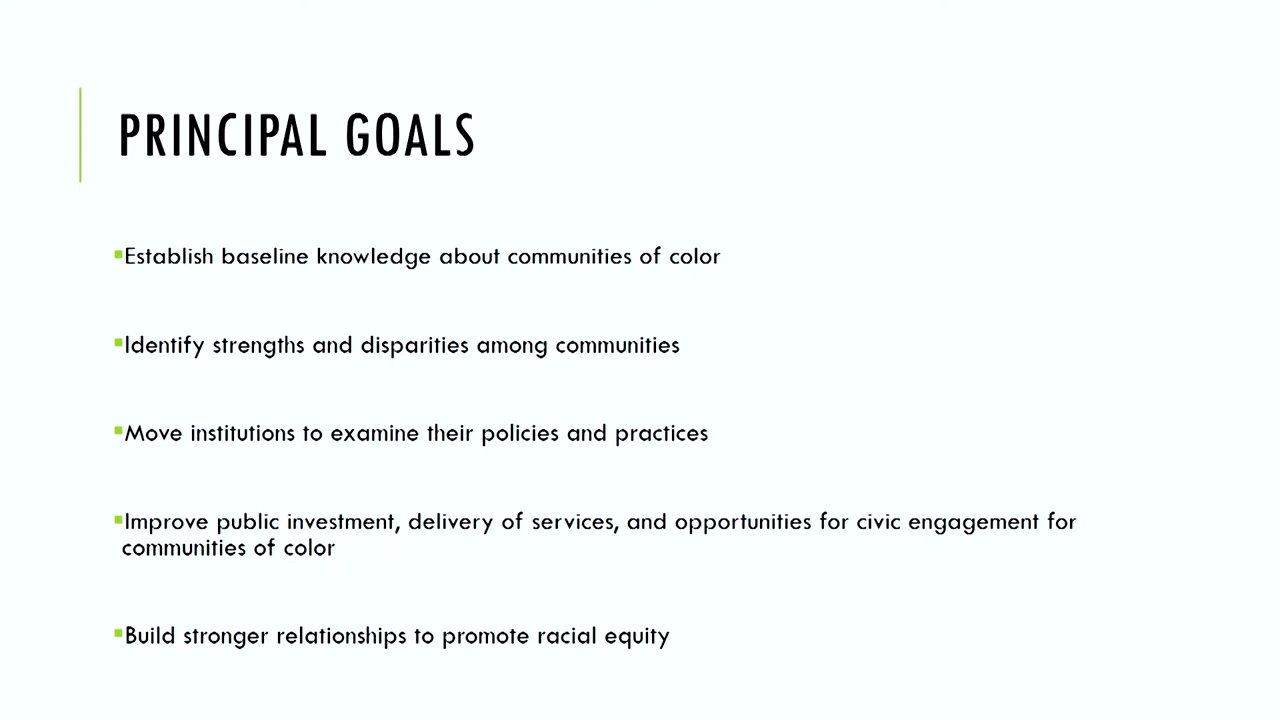 PRINCIPAL GOALS
▪Establish baseline knowledge about communities of color
▪Identify strengths and disparities among communities
▪Move institutions to examine their policies and practices
▪Improve public investment, delivery of services, and opportunities for civic engagement for
communities of color
▪Build stronger relationships to promote racial equity